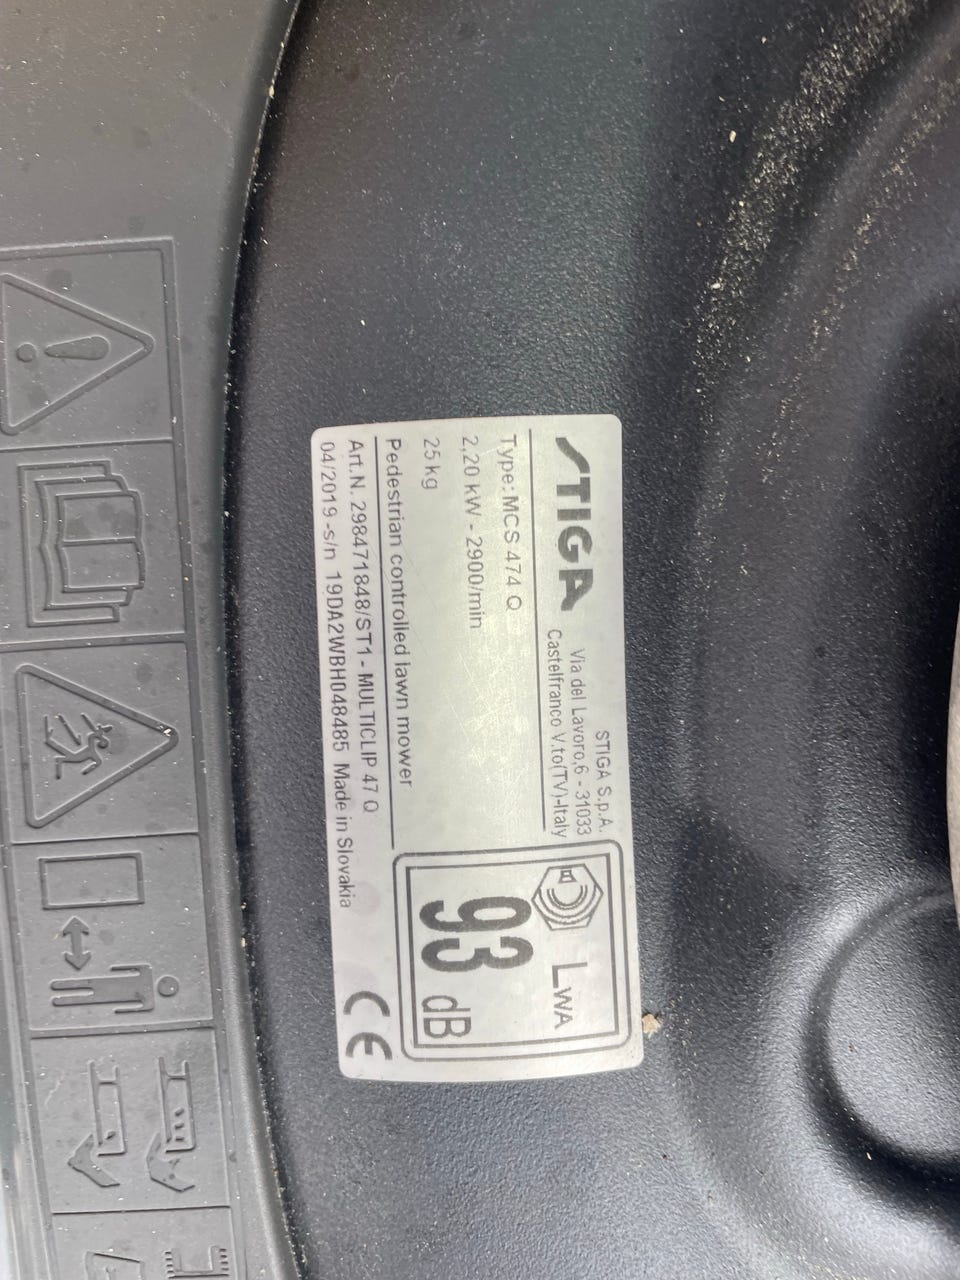 STIGA
STIGA S.p.A.
Via del Lavoro,6 - 31033
Castelfranco V.to(TV)-Italy
Type: MCS 474 Q
2,20 kW - 2900/min
25 kg
LWA
93 dB
Pedestrian controlled lawn mower
Art.N. 298471848/ST1 - MULTICLIP 47 Q
04/2019 -s/n 19DA2WBH048485 Made in Slovakia
CE